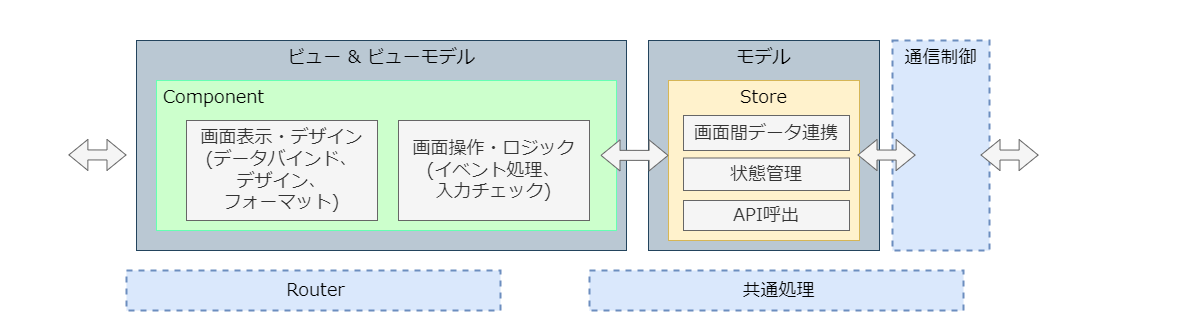 ビュー & ビューモデル
Component
画面表示・デザイン
(データバインド、
デザイン、
フォーマット)
画面操作・ロジック
(イベント処理、
入力チェック)
モデル
Store
画面間データ連携
状態管理
API呼出
通信制御
Router
共通処理